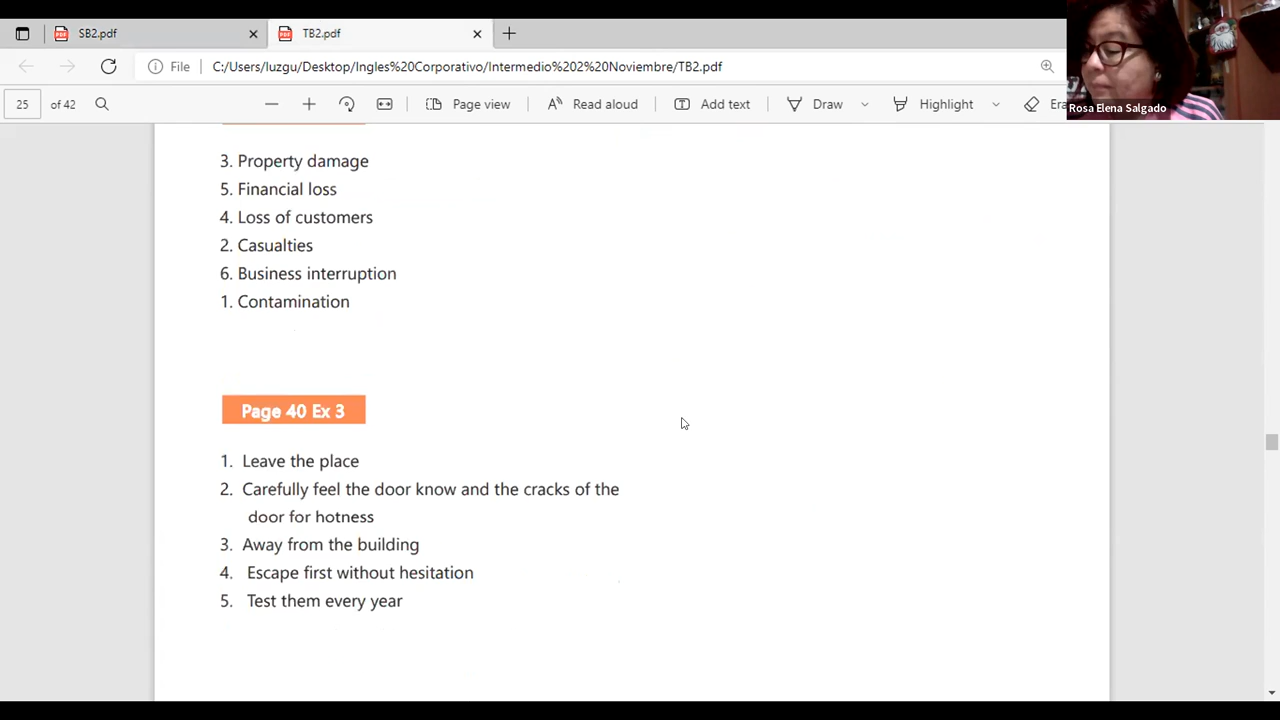 SB2.pdf
TB2.pdf
File
C:/Users/luzgu/Desktop/Ingles%20Corporativo/Intermedio%202%20Noviembre/TB2.pdf
25 of 42
Page view
Read aloud
Add text
Draw
Highlight
Rosa Elena Salgado
3. Property damage
5. Financial loss
4. Loss of customers
2. Casualties
6. Business interruption
1. Contamination
Page 40 Ex 3
1. Leave the place
2. Carefully feel the door know and the cracks of the
door for hotness
3. Away from the building
4. Escape first without hesitation
5. Test them every year